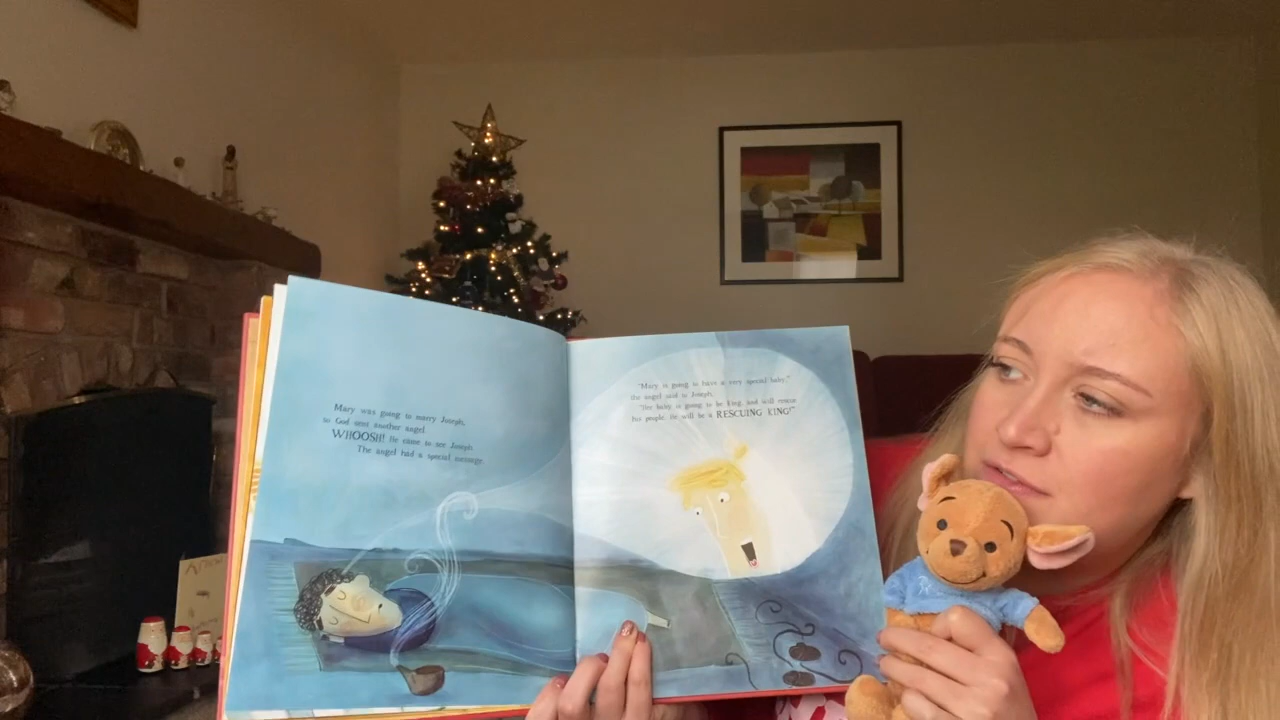 Mary was going to marry Joseph,
so God sent another angel.
WHOOSH! He came to see Joseph.
The angel had a special message.
"Mary is going to have a very special baby,"
the angel said to Joseph.
"Her baby is going to be King, and will rescue
his people. He will be a RESCUING KING!"